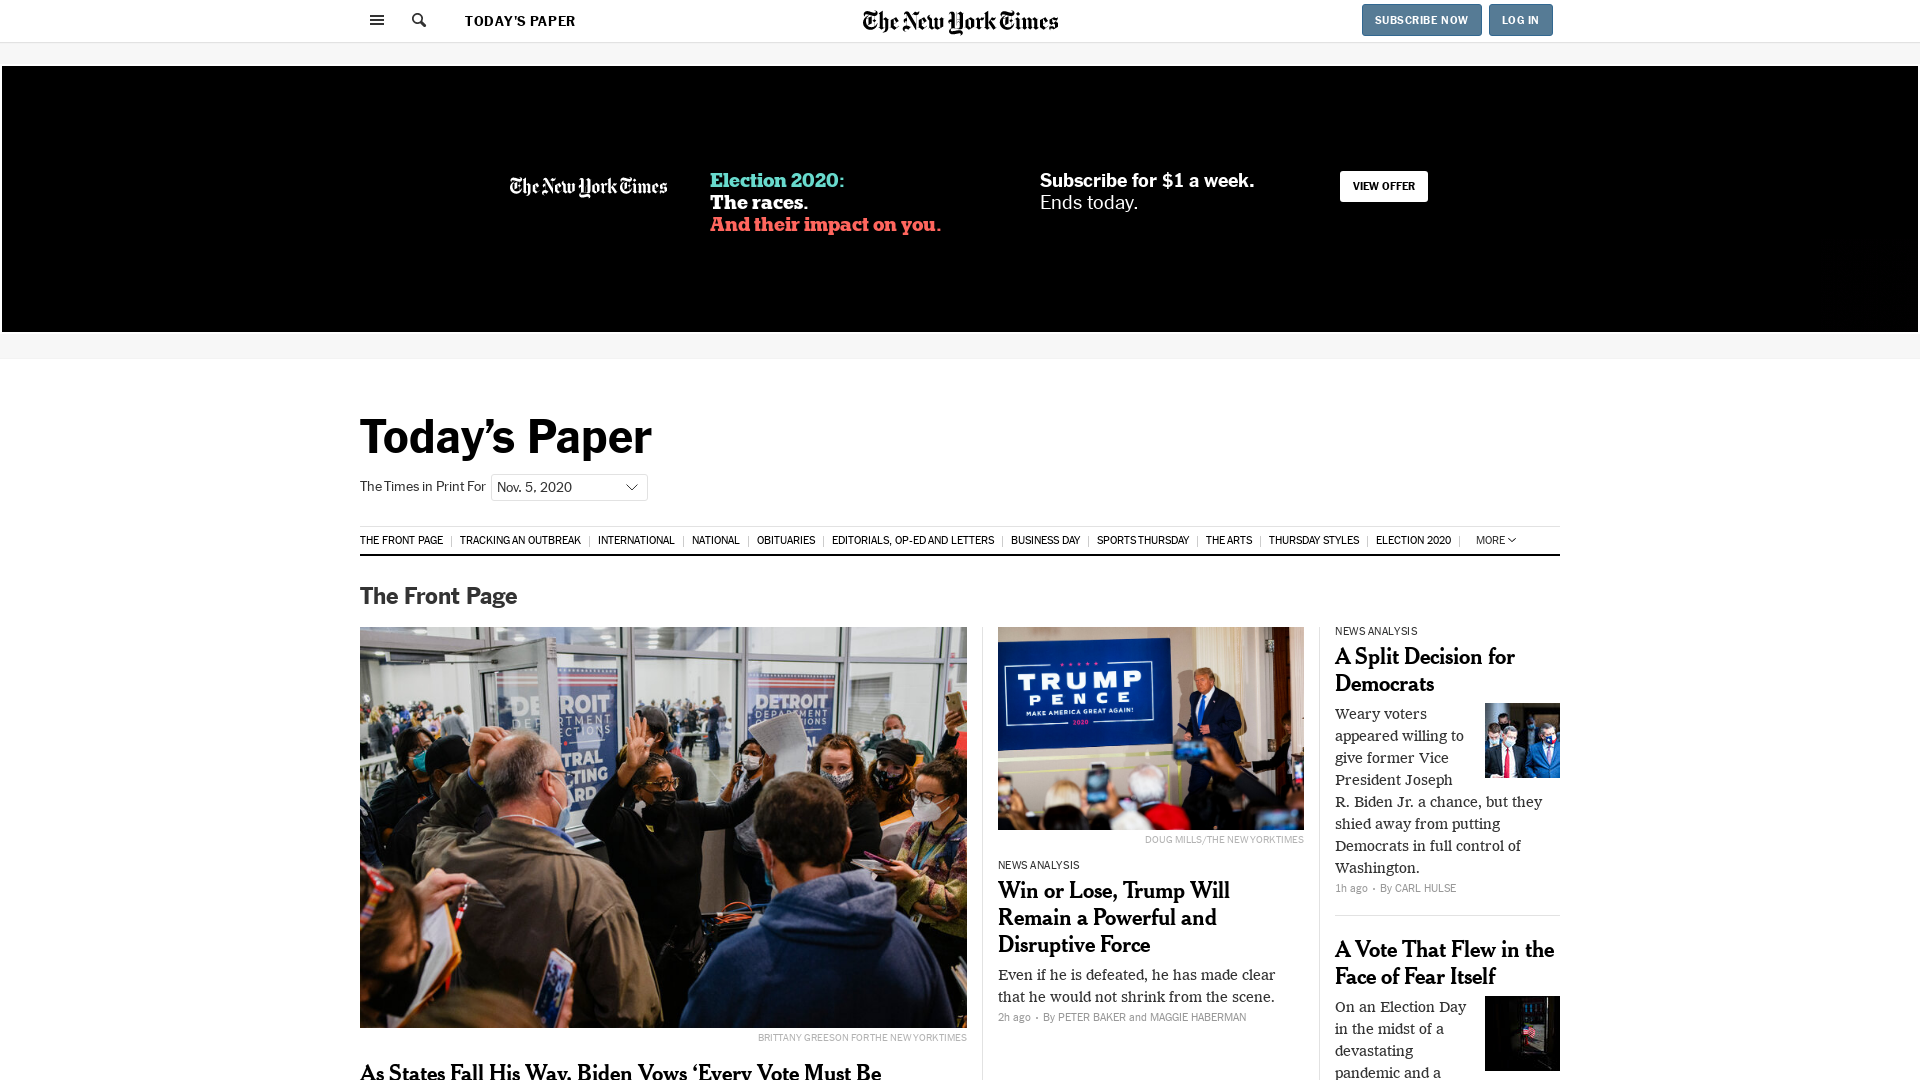 TODAY'S PAPER
The New York Times
SUBSCRIBE NOW
LOG IN
The New York Times
Election 2020:
The races.
And their impact on you.
Subscribe for $1 a week.
Ends today.
VIEW OFFER
Today’s Paper
The Times in Print For
Nov. 5, 2020
THE FRONT PAGE
TRACKING AN OUTBREAK
INTERNATIONAL
NATIONAL
OBITUARIES
EDITORIALS, OP-ED AND LETTERS
BUSINESS DAY
SPORTS THURSDAY
THE ARTS
THURSDAY STYLES
ELECTION 2020
MORE
The Front Page
DETROIT
DEPARTMENT
DETROIT
BRITTANY GREESON FOR THE NEW YORK TIMES
As States Fall His Way, Biden Vows ‘Every Vote Must Be
TRUMP
PENCE
MAKE AMERICA GREAT AGAIN!
2020
DOUG MILLS/THE NEW YORK TIMES
NEWS ANALYSIS
Win or Lose, Trump Will
Remain a Powerful and
Disruptive Force
Even if he is defeated, he has made clear
that he would not shrink from the scene.
2h ago · By PETER BAKER and MAGGIE HABERMAN
NEWS ANALYSIS
A Split Decision for
Democrats
Weary voters
appeared willing to
give former Vice
President Joseph
R. Biden Jr. a chance, but they
shied away from putting
Democrats in full control of
Washington.
1h ago · By CARL HULSE
A Vote That Flew in the
Face of Fear Itself
On an Election Day
in the midst of a
devastating
pandemic and a